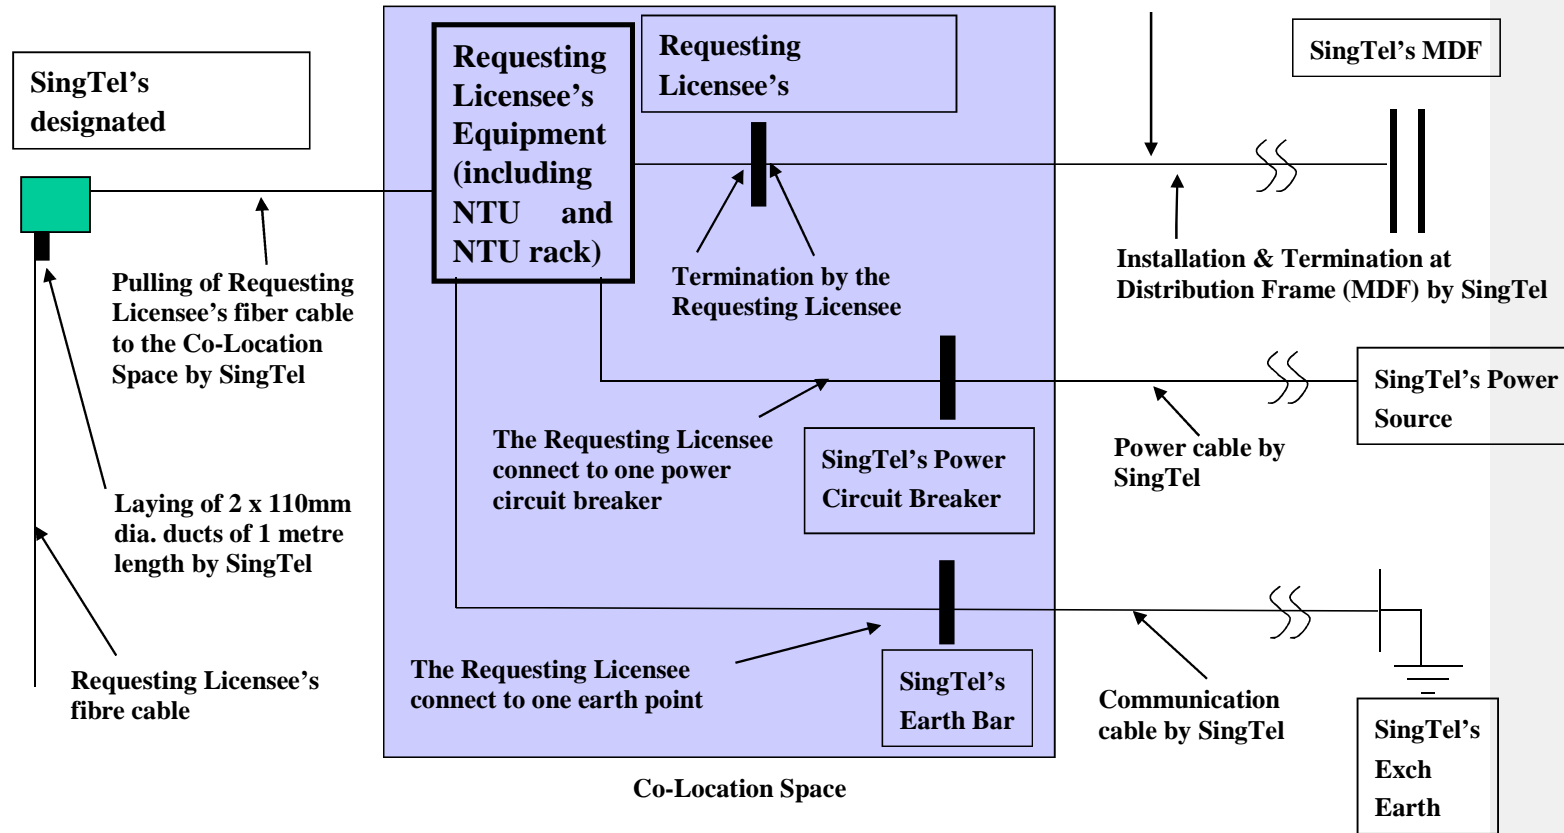 SingTel's
designated
Requesting
Licensee's
Equipment
(including
NTU and
NTU rack)
Requesting
Licensee's
SingTel's MDF
Pulling of Requesting
Licensee's fiber cable
to the Co-Location
Space by SingTel
Termination by the
Requesting Licensee
Installation & Termination at
Distribution Frame (MDF) by SingTel
The Requesting Licensee
connect to one power
circuit breaker
SingTel's Power
Circuit Breaker
Power cable by
SingTel
SingTel's Power
Source
Laying of 2 x 110mm
dia. ducts of 1 metre
length by SingTel
Requesting Licensee's
fibre cable
The Requesting Licensee
connect to one earth point
SingTel's
Earth Bar
Communication
cable by SingTel
SingTel's
Exch
Earth
Co-Location Space